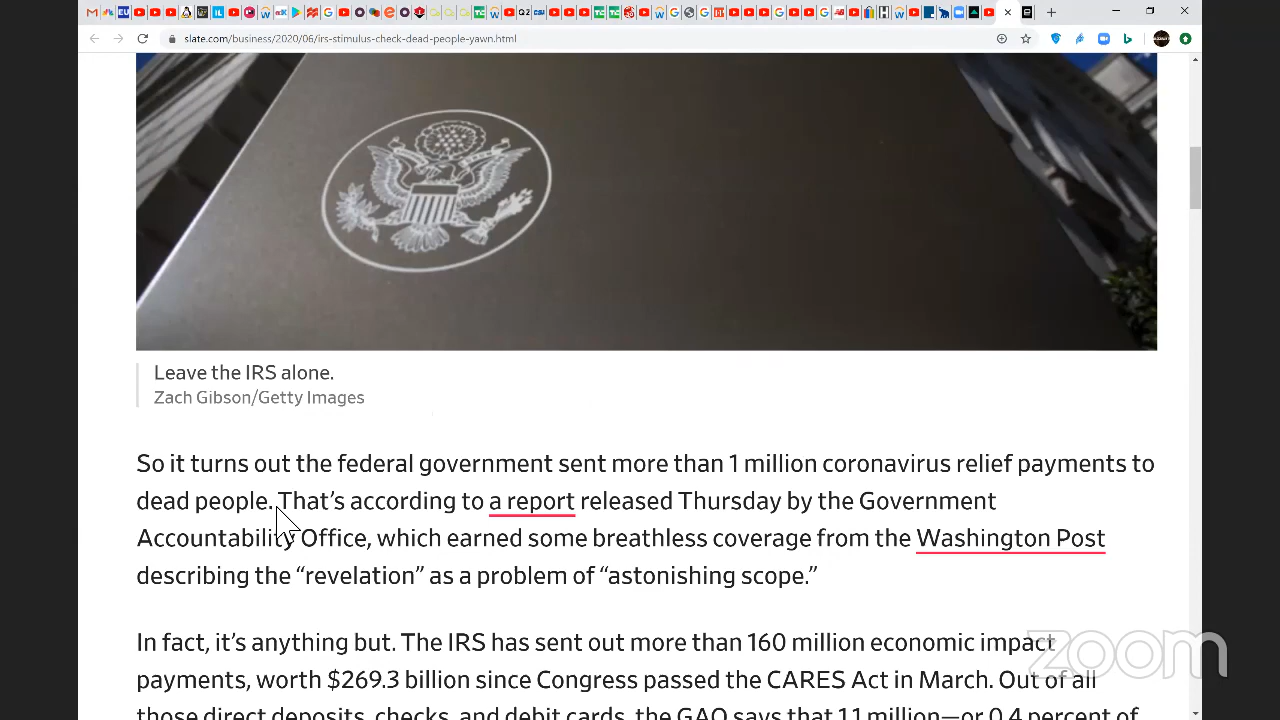 slate.com/business/2020/06/irs-stimulus-check-dead-people-yawn.html
Leave the IRS alone.
Zach Gibson/Getty Images
So it turns out the federal government sent more than 1 million coronavirus relief payments to
dead people. That’s according to a report released Thursday by the Government
Accountability Office, which earned some breathless coverage from the Washington Post
describing the “revelation” as a problem of “astonishing scope.”
In fact, it’s anything but. The IRS has sent out more than 160 million economic impact
payments, worth $269.3 billion since Congress passed the CARES Act in March. Out of all
those direct deposits, checks, and debit cards, the GAO says that 1.1 million—or 0.4 percent of
zoom